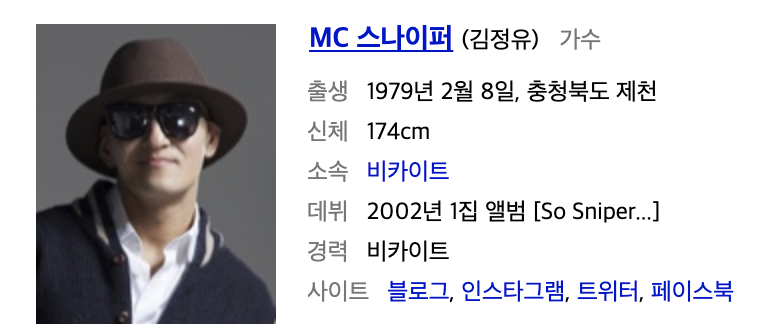 MC 스나이퍼 (김정유) 가수
출생 1979년 2월 8일, 충청북도 제천
신체 174cm
소속 비카이트
데뷔 2002년 1집 앨범 [So Sniper...]
경력 비카이트
사이트 블로그, 인스타그램, 트위터, 페이스북